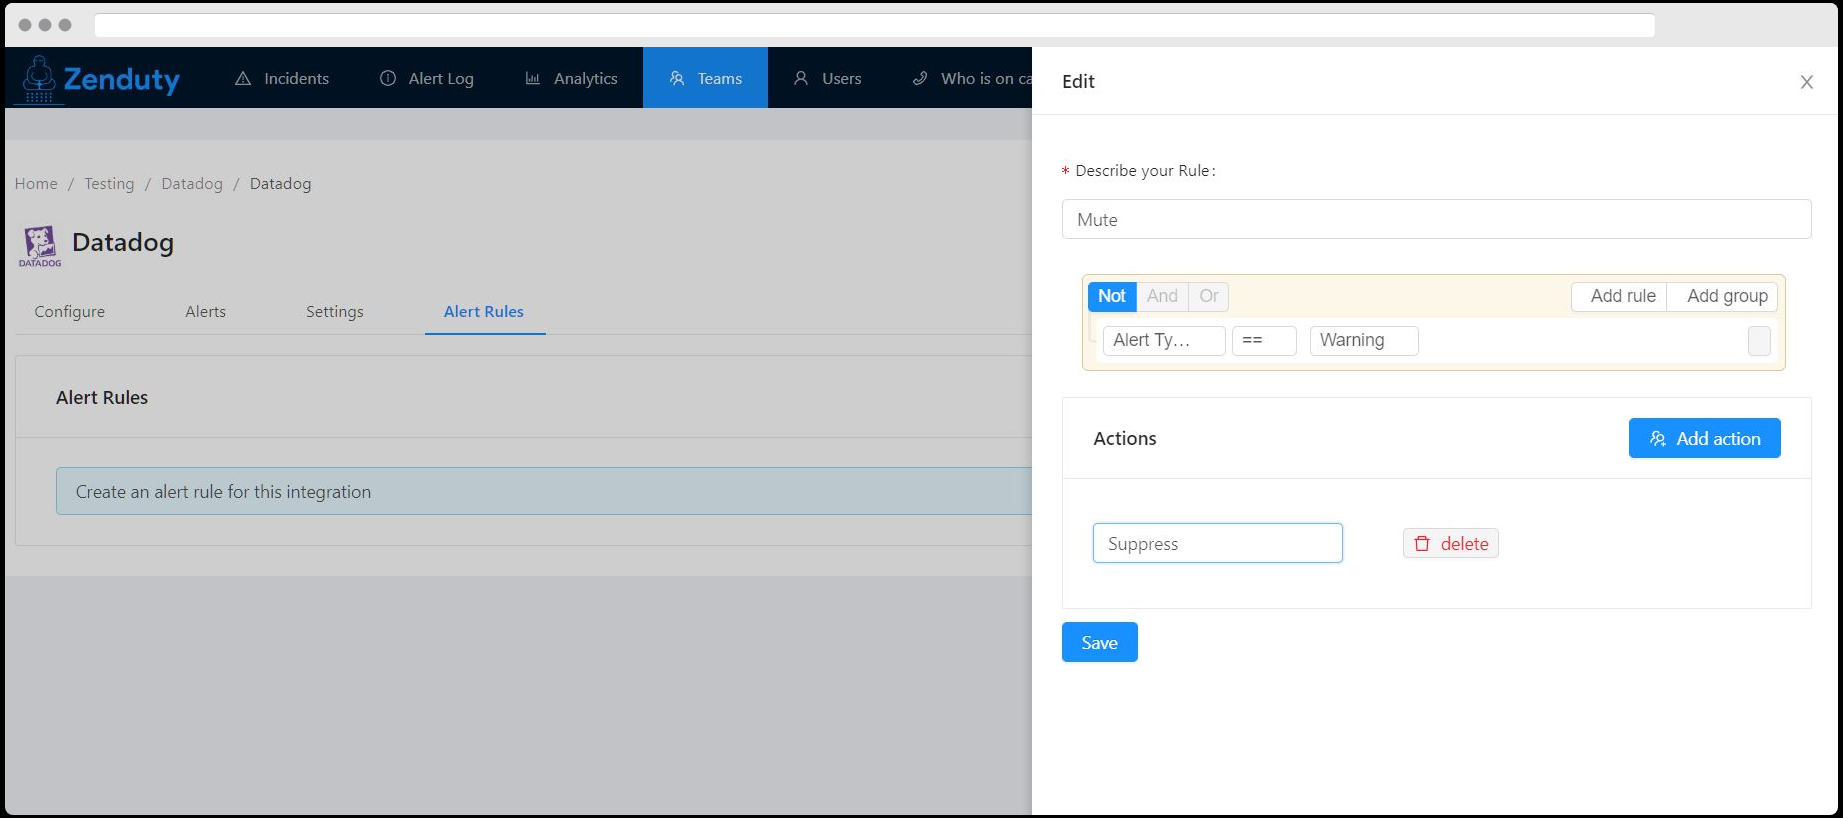 Zenduty Incidents Alert Log Analytics Teams Users Who is on ca
Edit
* Describe your Rule:
Mute
Home / Testing / Datadog / Datadog
DATADOG
Datadog
Not And Or Add rule Add group
Configure Alerts Settings Alert Rules
Alert Ty... == Warning
Alert Rules
Actions
Add action
Create an alert rule for this integration
Suppress delete
Save